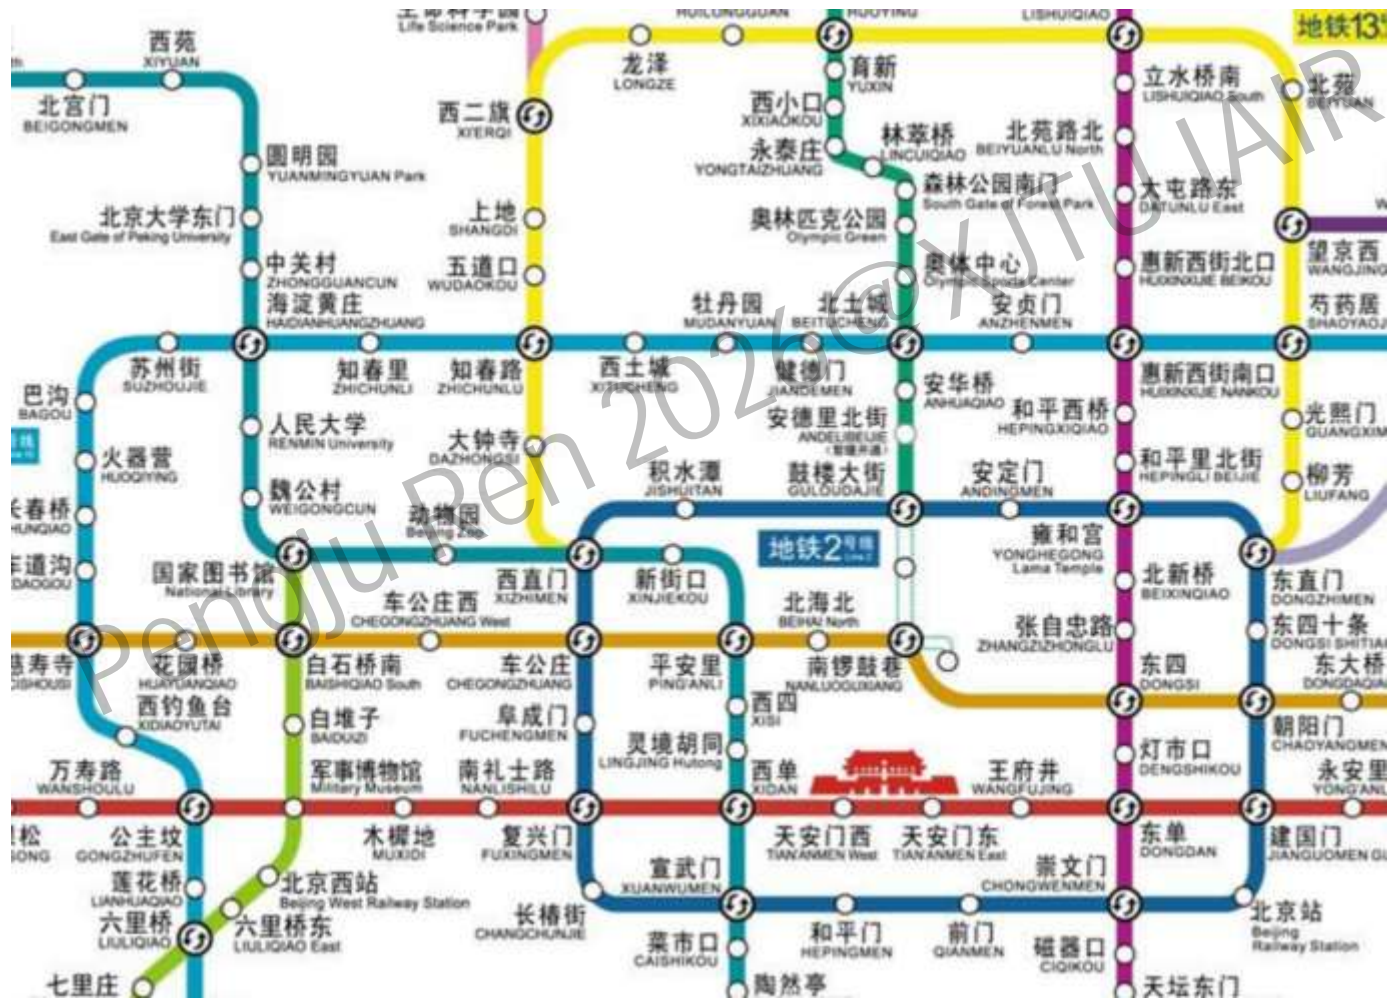 Life Science Park
HUILONGGUAN
HUOYING
LISHUIQIAO
地铁13
西苑
XIYUAN
北宫门
BEIGONGMEN
龙泽
LONGZE
育新
YUXIN
立水桥南
LISHUIQIAO South
北苑
BEIYUAN
西二旗
XI'ERQI
西小口
XIXIAOKOU
永泰庄
YONGTAIZHUANG
林萃桥
LINCUIQIAO
北苑路北
BEIYUANLU North
圆明园
YUANMINGYUAN Park
森林公园南门
South Gate of Forest Park
大屯路东
DATUNLU East
北京大学东门
East Gate of Peking University
上地
SHANGDI
奥林匹克公园
Olympic Green
望京西
WANGJING
中关村
ZHONGGUANCUN
五道口
WUDAOKOU
奥体中心
Olympic Sports Center
惠新西街北口
HUIXINXIJIE BEIKOU
海淀黄庄
HAIDIANHUANGZHUANG
牡丹园
MUDANYUAN
北土城
BEITUCHENG
安贞门
ANZHENMEN
芍药居
SHAOYAOJ
苏州街
SUZHOUJIE
知春里
ZHICHUNLI
知春路
ZHICHUNLU
西土城
XITUCHENG
健德门
JIANDEMEN
惠新西街南口
HUIXINXIJIE NANKOU
巴沟
BAGOU
安华桥
ANHUAQIAO
人民大学
RENMIN University
大钟寺
DAZHONGSI
安德里北街
ANDELIBEIJIE
(暂缓开通)
和平西桥
HEPINGXIQIAO
光熙门
GUANGXIM
火器营
HUOQIYING
积水潭
JISHUITAN
鼓楼大街
GULOUDAJIE
安定门
ANDINGMEN
和平里北街
HEPINGLI BEIJIE
柳芳
LIUFANG
魏公村
WEIGONGCUN
长春桥
HUNQIAO
动物园
Beijing Zoo
地铁2号线
Line 2
雍和宫
YONGHEGONG
Lama Temple
车道沟
DAOGOU
国家图书馆
National Library
西直门
XIZHIMEN
新街口
XINJIEKOU
北新桥
BEIXINQIAO
东直门
DONGZHIMEN
车公庄西
CHEGONGZHUANG West
北海北
BEIHAI North
张自忠路
ZHANGZIZHONGLU
东四十条
DONGSI SHITIA
慈寿寺
CISHOUSI
花园桥
HUAYUANQIAO
白石桥南
BAISHIQIAO South
车公庄
CHEGONGZHUANG
平安里
PING'ANLI
南锣鼓巷
NANLUOGUXIANG
东四
DONGSI
东大桥
DONGDAQIA
西钓鱼台
XIDIAOYUTAI
白堆子
BAIDUIZI
阜成门
FUCHENGMEN
西四
XISI
朝阳门
CHAOYANGMEN
灵境胡同
LINGJING Hutong
灯市口
DENGSHIKOU
万寿路
WANSHOULU
军事博物馆
Military Museum
南礼士路
NANLISHILU
西单
XIDAN
王府井
WANGFUJING
永安里
YONG'ANL
公主坟
GONGZHUFEN
木樨地
MUXIDI
复兴门
FUXINGMEN
天安门西
TIAN'ANMEN West
天安门东
TIAN'ANMEN East
东单
DONGDAN
建国门
JIANGUOMEN
莲花桥
LIANHUAQIAO
北京西站
Beijing West Railway Station
宣武门
XUANWUMEN
崇文门
CHONGWENMEN
六里桥
LIULIQIAO
六里桥东
LIULIQIAO East
长椿街
CHANGCHUNJIE
北京站
Beijing
Railway Station
菜市口
CAISHIKOU
和平门
HEPINGMEN
前门
QIANMEN
磁器口
CIQIKOU
七里庄
陶然亭
天坛东门
Pengju Ren 2026@XJTU IAIR